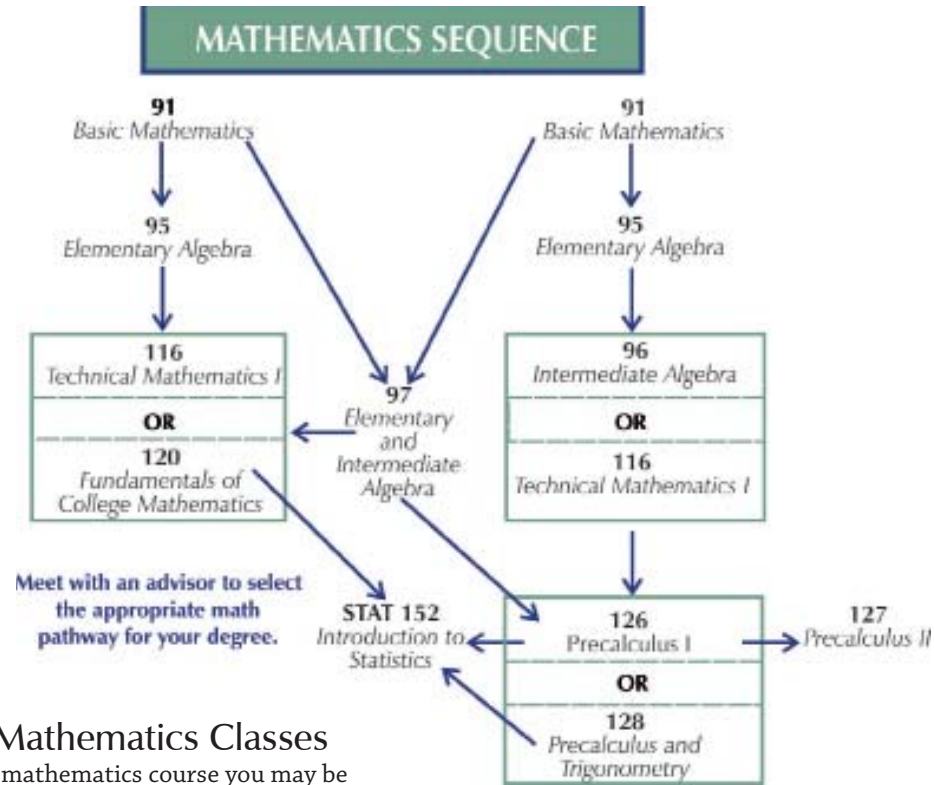 MATHEMATICS SEQUENCE
91
Basic Mathematics
91
Basic Mathematics
95
Elementary Algebra
95
Elementary Algebra
116
Technical Mathematics I
OR
120
Fundamentals of
College Mathematics
97
Elementary
and
Intermediate
Algebra
96
Intermediate Algebra
OR
116
Technical Mathematics I
Meet with an advisor to select
the appropriate math
pathway for your degree.
STAT 152
Introduction to
Statistics
126
Precalculus I
OR
128
Precalculus and
Trigonometry
127
Precalculus II
Mathematics Classes
mathematics course you may be